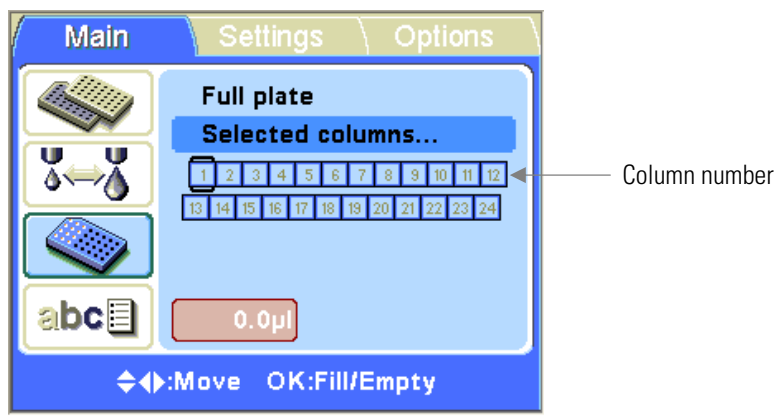 Main Settings Options
Full plate
Selected columns...
1 2 3 4 5 6 7 8 9 10 11 12
Column number
13 14 15 16 17 18 19 20 21 22 23 24
abc
0.0µl
:Move OK:Fill/Empty